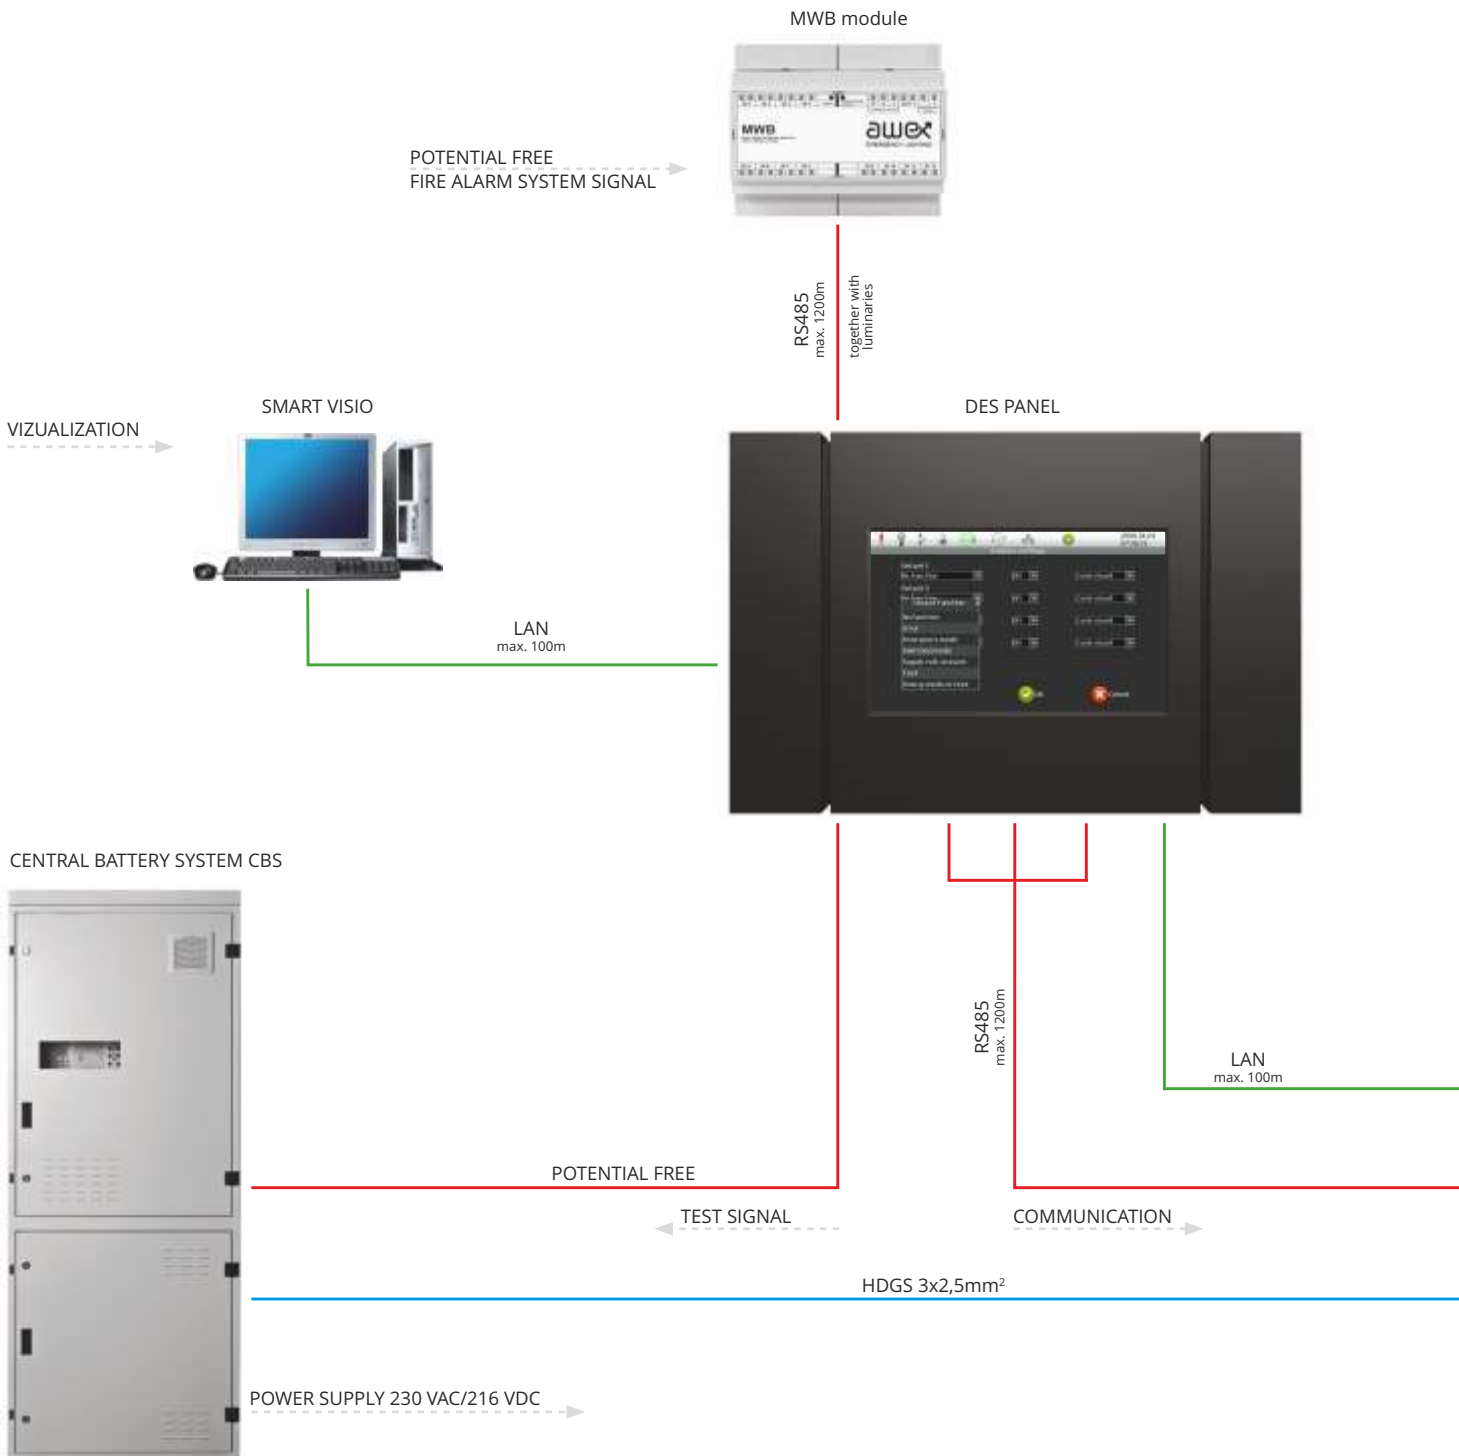 MWB module
MWB
awex
EMERGENCY LIGHTING
POTENTIAL FREE
FIRE ALARM SYSTEM SIGNAL
RS485
max. 1200m
together with
luminaries
SMART VISIO
DES PANEL
VIZUALIZATION
LAN
max. 100m
CENTRAL BATTERY SYSTEM CBS
RS485
max. 1200m
LAN
max. 100m
POTENTIAL FREE
TEST SIGNAL
COMMUNICATION
HDGS 3x2,5mm²
POWER SUPPLY 230 VAC/216 VDC